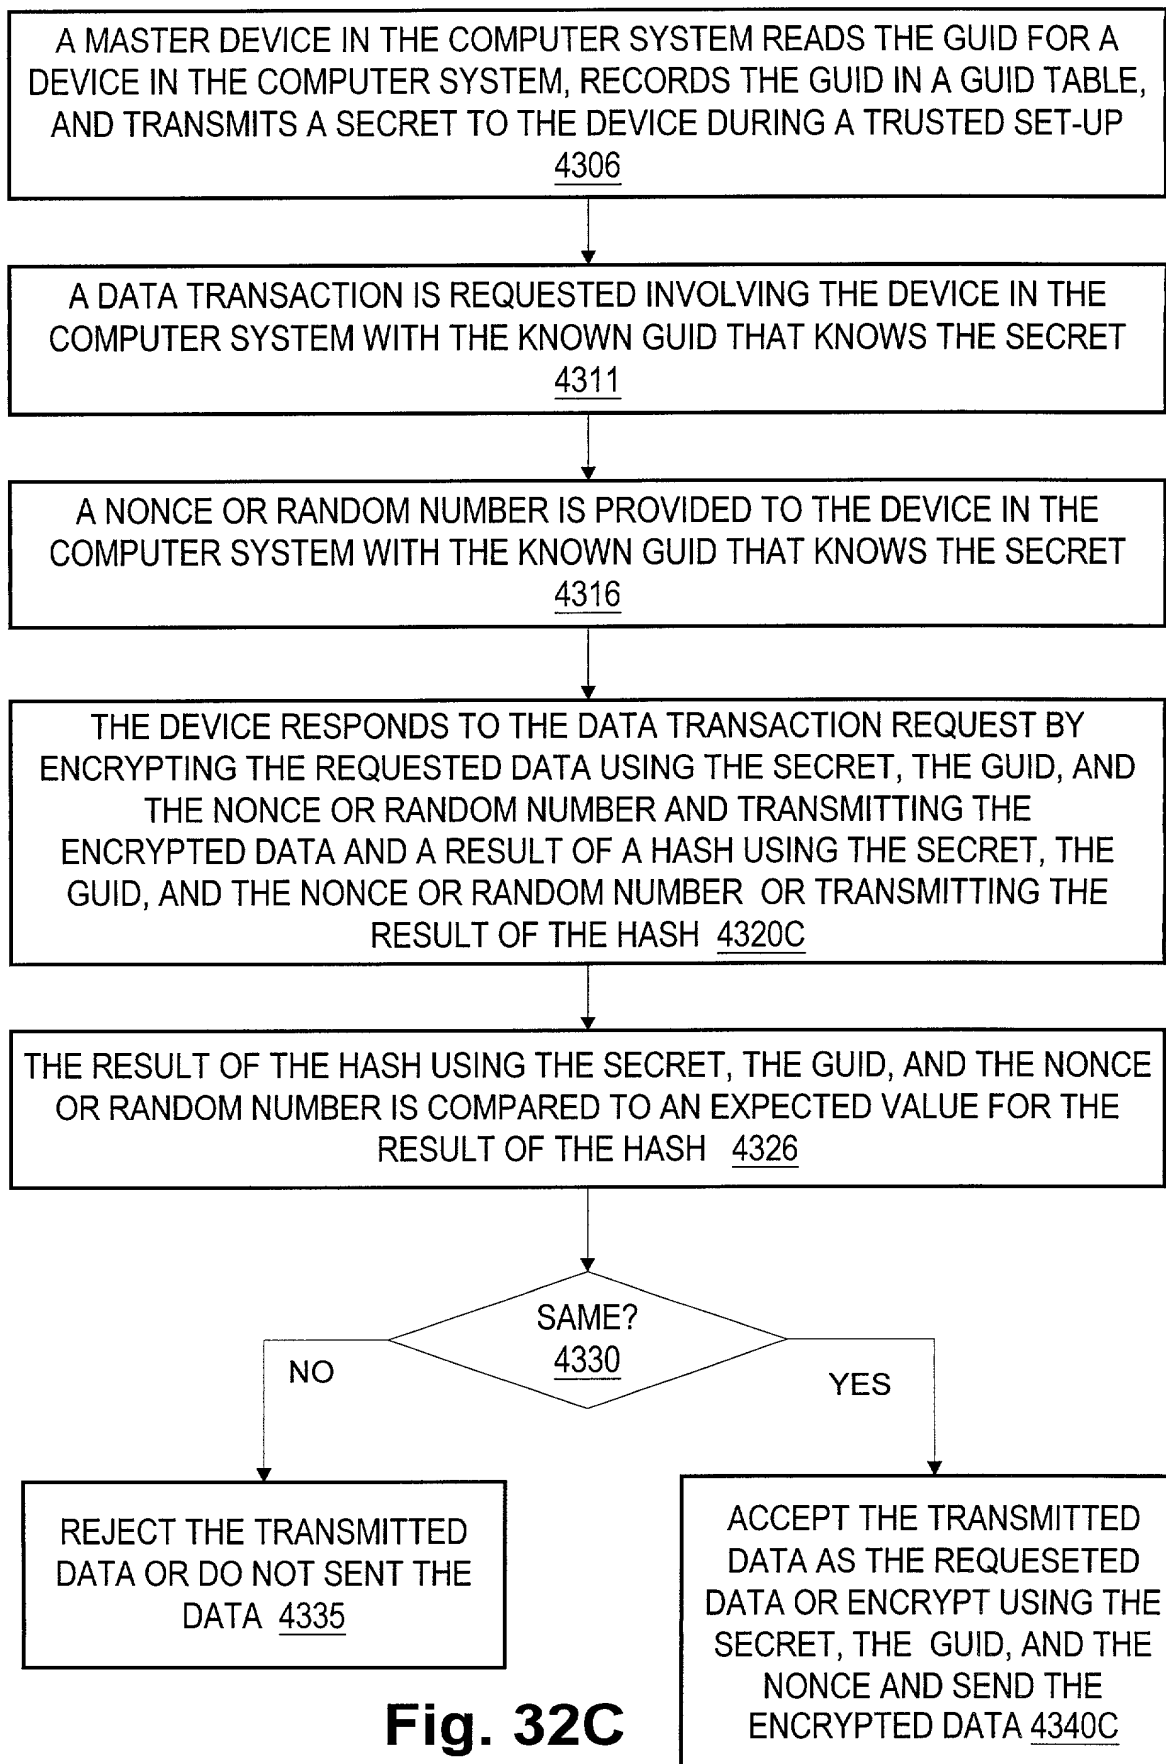 A MASTER DEVICE IN THE COMPUTER SYSTEM READS THE GUID FOR A
DEVICE IN THE COMPUTER SYSTEM, RECORDS THE GUID IN A GUID TABLE,
AND TRANSMITS A SECRET TO THE DEVICE DURING A TRUSTED SET-UP
4306
A DATA TRANSACTION IS REQUESTED INVOLVING THE DEVICE IN THE
COMPUTER SYSTEM WITH THE KNOWN GUID THAT KNOWS THE SECRET
4311
A NONCE OR RANDOM NUMBER IS PROVIDED TO THE DEVICE IN THE
COMPUTER SYSTEM WITH THE KNOWN GUID THAT KNOWS THE SECRET
4316
THE DEVICE RESPONDS TO THE DATA TRANSACTION REQUEST BY
ENCRYPTING THE REQUESTED DATA USING THE SECRET, THE GUID, AND
THE NONCE OR RANDOM NUMBER AND TRANSMITTING THE
ENCRYPTED DATA AND A RESULT OF A HASH USING THE SECRET, THE
GUID, AND THE NONCE OR RANDOM NUMBER OR TRANSMITTING THE
RESULT OF THE HASH 4320C
THE RESULT OF THE HASH USING THE SECRET, THE GUID, AND THE NONCE
OR RANDOM NUMBER IS COMPARED TO AN EXPECTED VALUE FOR THE
RESULT OF THE HASH 4326
SAME?
4330
NO
YES
REJECT THE TRANSMITTED
DATA OR DO NOT SENT THE
DATA 4335
ACCEPT THE TRANSMITTED
DATA AS THE REQUESETED
DATA OR ENCRYPT USING THE
SECRET, THE GUID, AND THE
NONCE AND SEND THE
ENCRYPTED DATA 4340C
Fig. 32C